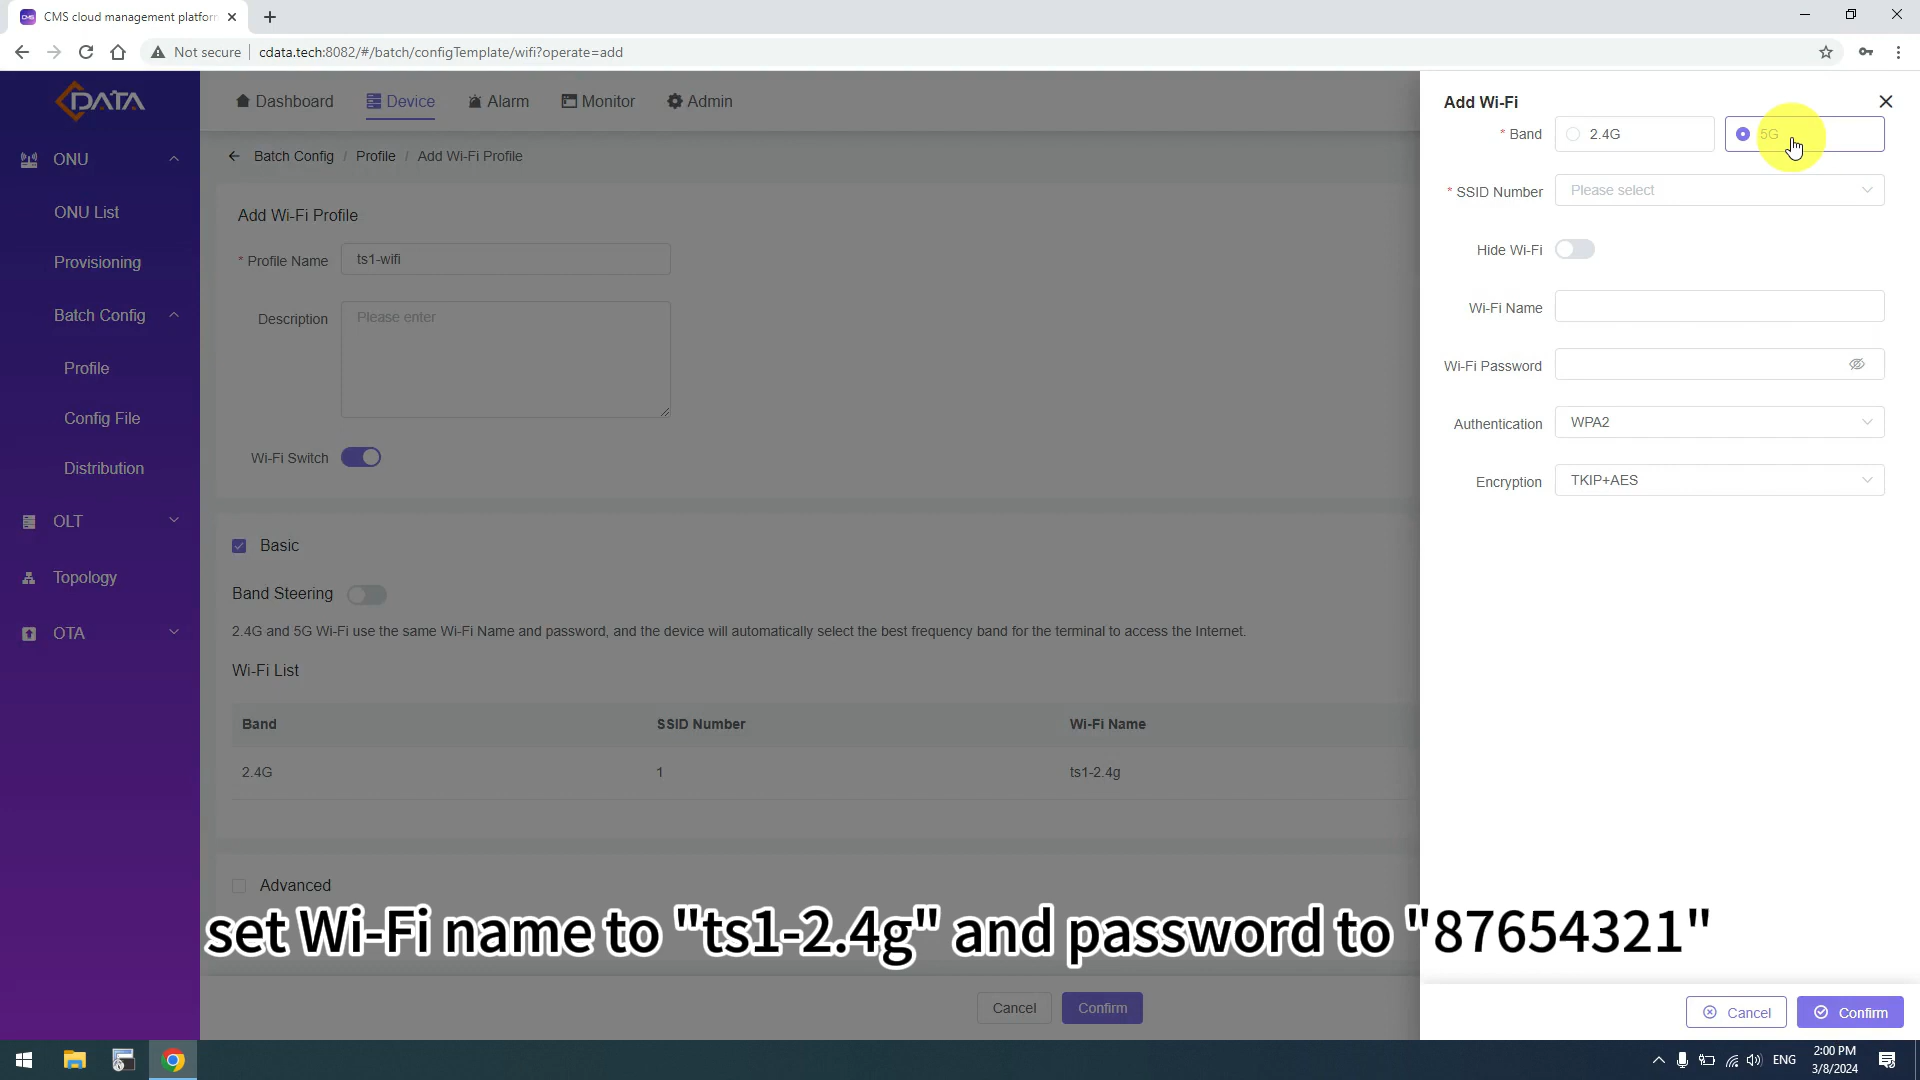 CMS cloud management platforn
Not secure
cdata.tech:8082/#/batch/configTemplate/wifi?operate=add
DATA
Dashboard
Device
Alarm
Monitor
Admin
ONU
ONU List
Provisioning
Batch Config
Profile
Config File
Distribution
OLT
Topology
OTA
Batch Config / Profile / Add Wi-Fi Profile
Add Wi-Fi Profile
* Profile Name ts1-wifi
Description Please enter
Wi-Fi Switch
Basic
Band Steering
2.4G and 5G Wi-Fi use the same Wi-Fi Name and password, and the device will automatically select the best frequency band for the terminal to access the Internet.
Wi-Fi List
Band SSID Number Wi-Fi Name
2.4G 1 ts1-2.4g
Advanced
Cancel Confirm
Add Wi-Fi
* Band 2.4G 5G
* SSID Number Please select
Hide Wi-Fi
Wi-Fi Name
Wi-Fi Password
Authentication WPA2
Encryption TKIP+AES
set Wi-Fi name to "ts1-2.4g" and password to "87654321"
Cancel Confirm
ENG
2:00 PM
3/8/2024